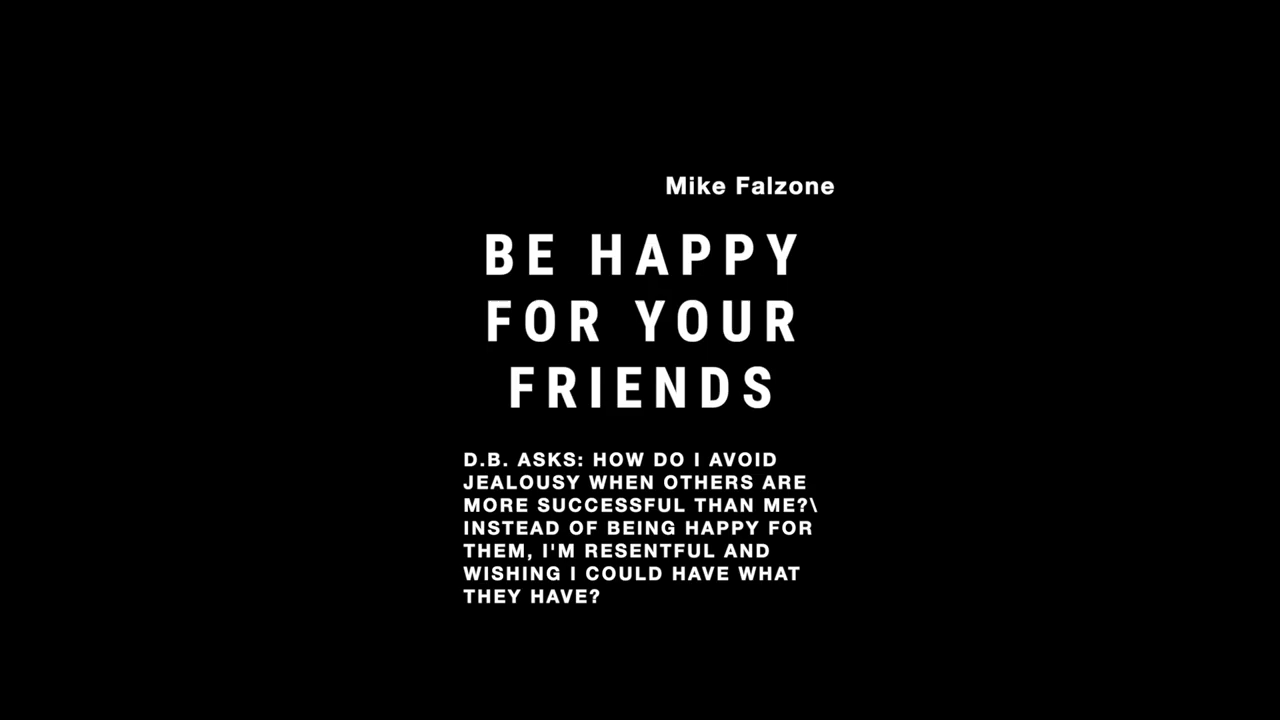 Mike Falzone
BE HAPPY
FOR YOUR
FRIENDS
D.B. ASKS: HOW DO I AVOID
JEALOUSY WHEN OTHERS ARE
MORE SUCCESSFUL THAN ME?\
INSTEAD OF BEING HAPPY FOR
THEM, I'M RESENTFUL AND
WISHING I COULD HAVE WHAT
THEY HAVE?